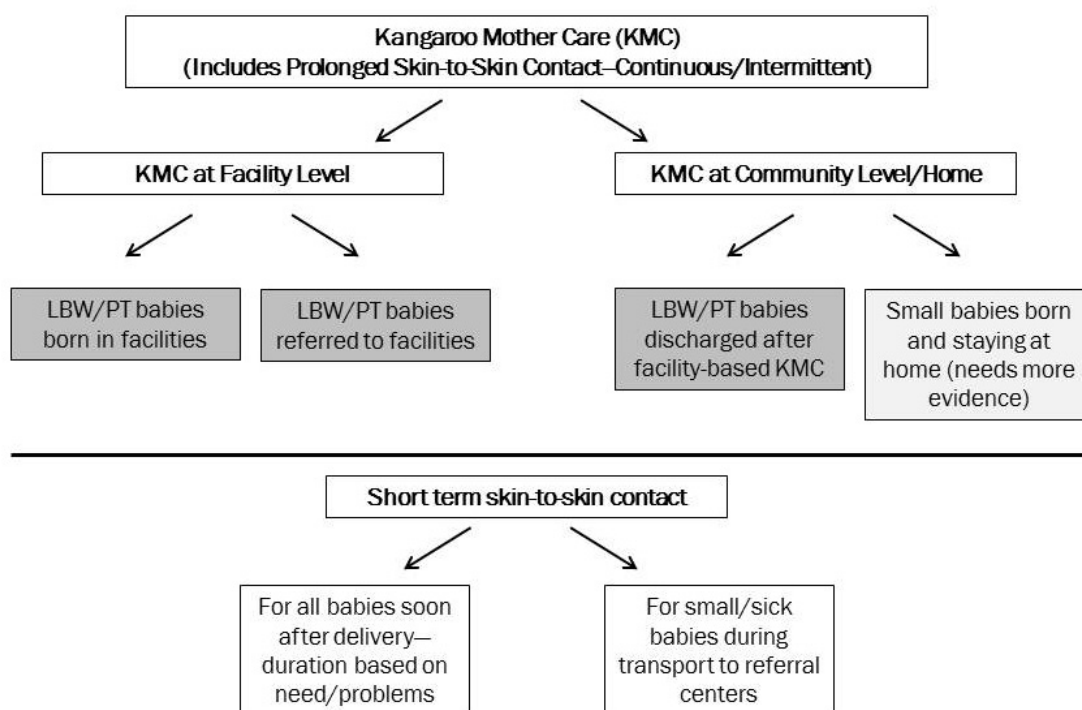 Kangaroo Mother Care (KMC)
(Includes Prolonged Skin-to-Skin Contact–Continuous/Intermittent)
KMC at Facility Level
KMC at Community Level/Home
LBW/PT babies
born in facilities
LBW/PT babies
referred to facilities
LBW/PT babies
discharged after
facility-based KMC
Small babies born
and staying at
home (needs more
evidence)
Short term skin-to-skin contact
For all babies soon
after delivery—
duration based on
need/problems
For small/sick
babies during
transport to referral
centers